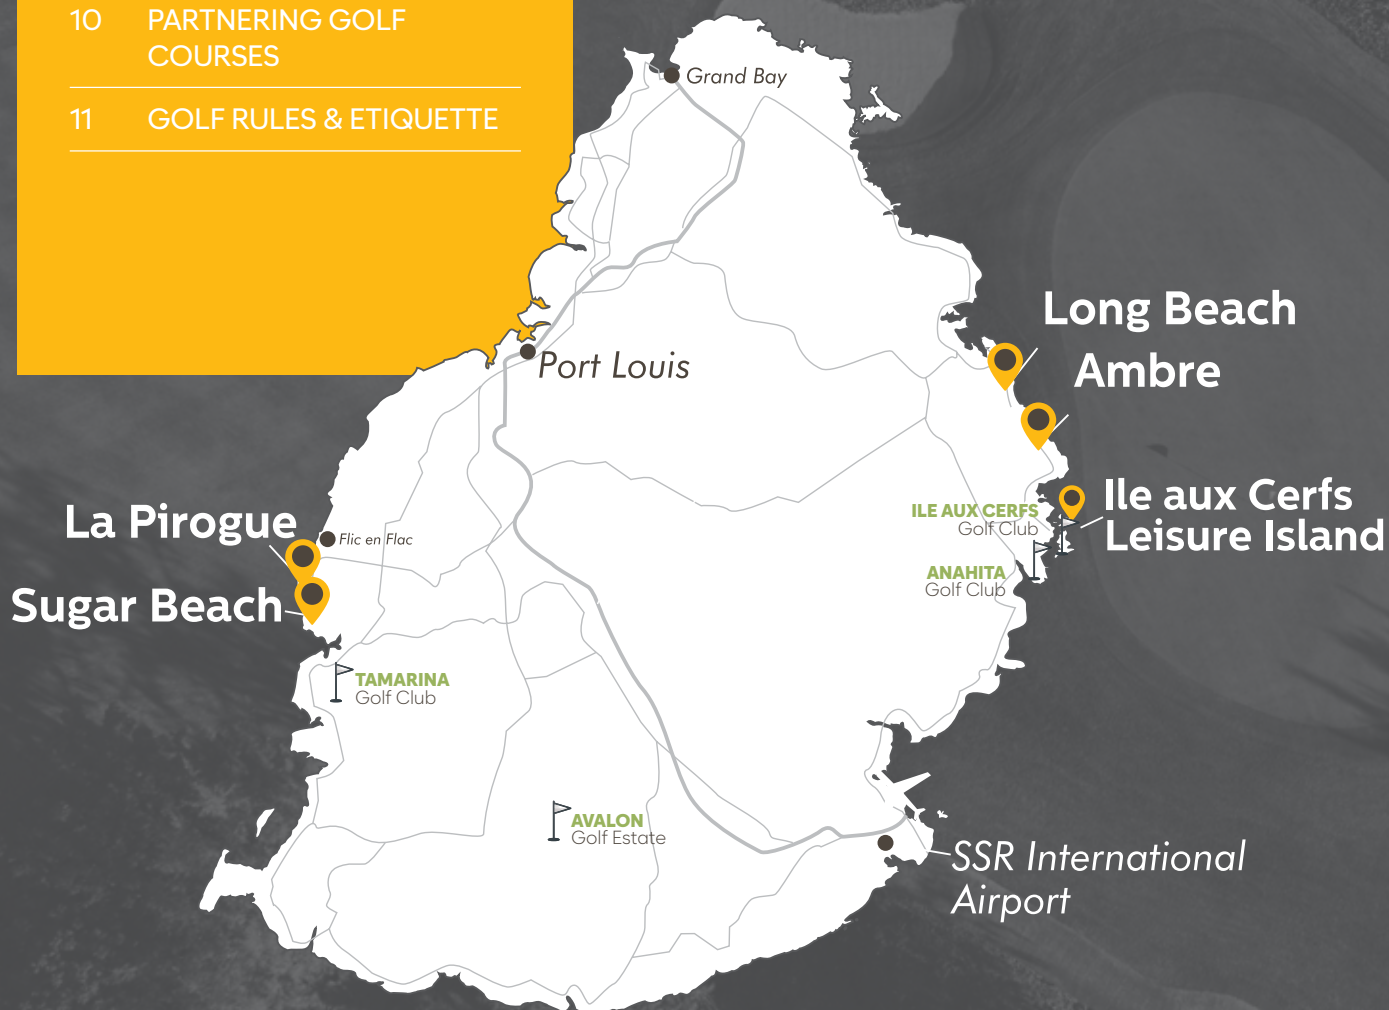 10 PARTNERING GOLF
COURSES
11 GOLF RULES & ETIQUETTE
Grand Bay
Long Beach
Ambre
Port Louis
Ile aux Cerfs
Leisure Island
ILE AUX CERFS
Golf Club
La Pirogue
Flic en Flac
ANAHITA
Golf Club
Sugar Beach
TAMARINA
Golf Club
AVALON
Golf Estate
SSR International
Airport